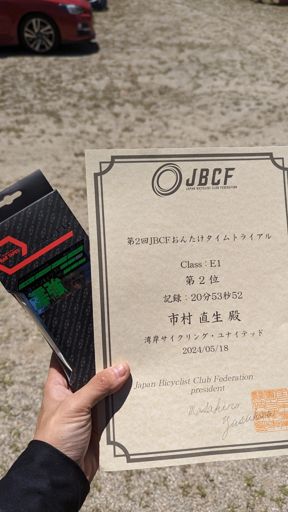 JBCF
JAPAN BICYCLIST CLUB FEDERATION
第2回JBCFおんたけタイムトライアル
Class : E1
第 2 位
記録 : 20分53秒52
市村 直生 殿
湾岸サイクリング・ユナイテッド
2024/05/18
Japan Bicyclist Club Federation
president